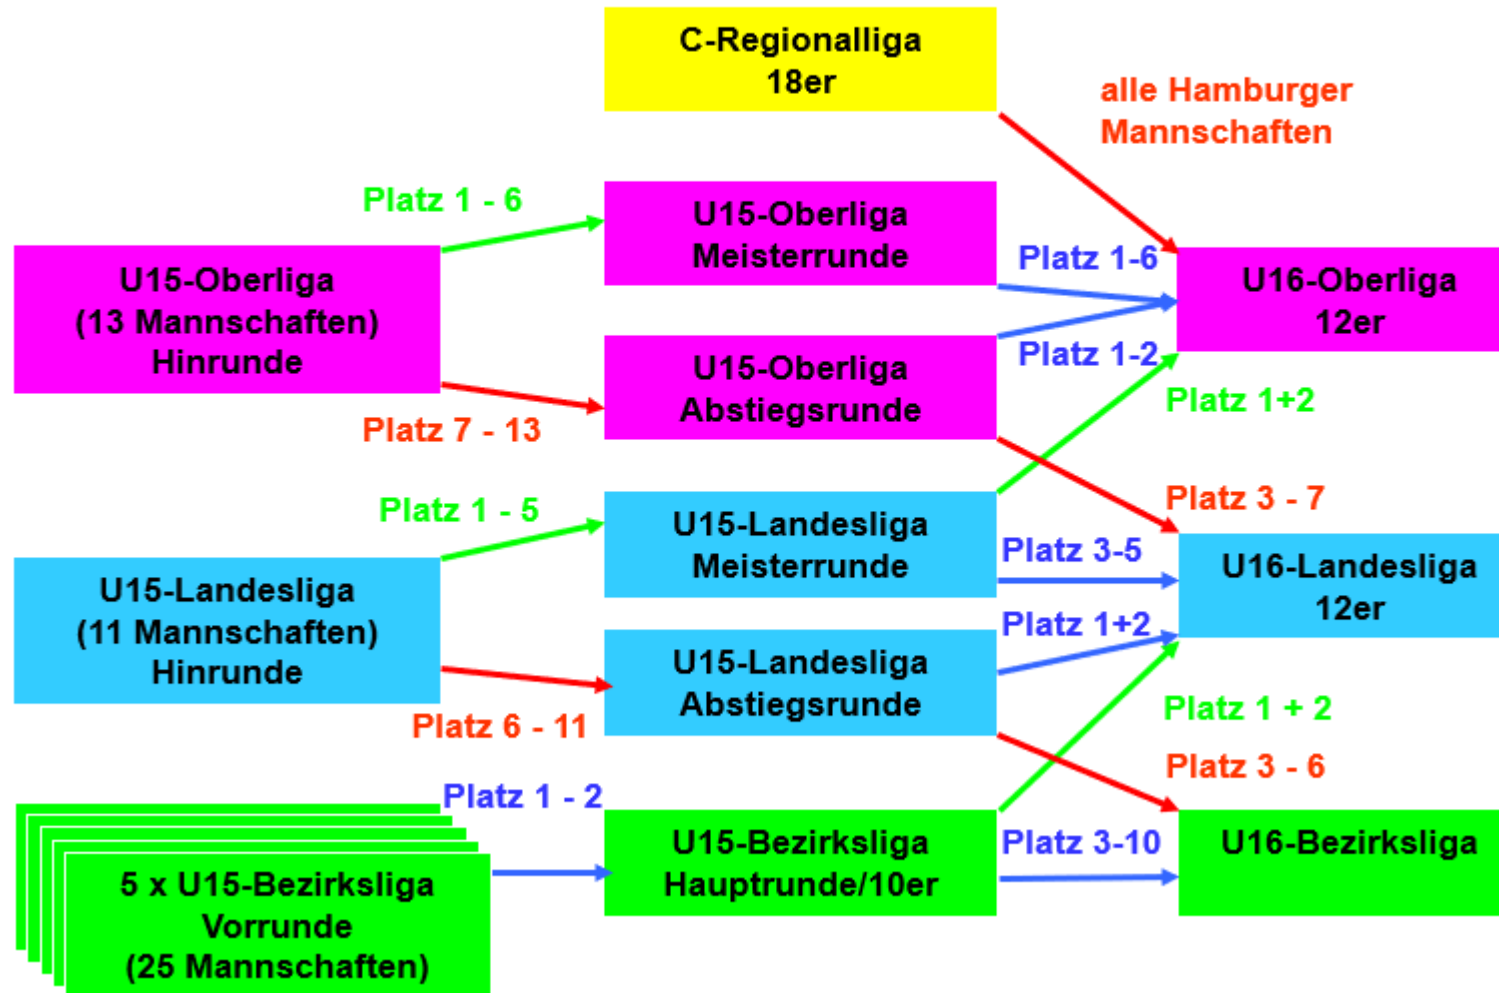 C-Regionalliga
18er
alle Hamburger
Mannschaften
Platz 1 - 6
U15-Oberliga
Meisterrunde
Platz 1-6
U15-Oberliga
(13 Mannschaften)
Hinrunde
U16-Oberliga
12er
Platz 7 - 13
U15-Oberliga
Abstiegsrunde
Platz 1-2
Platz 1+2
Platz 1 - 5
U15-Landesliga
Meisterrunde
Platz 3 - 7
Platz 3-5
U15-Landesliga
(11 Mannschaften)
Hinrunde
U16-Landesliga
12er
Platz 6 - 11
U15-Landesliga
Abstiegsrunde
Platz 1+2
Platz 1 + 2
Platz 3 - 6
Platz 1 - 2
U15-Bezirksliga
Hauptrunde/10er
Platz 3-10
U16-Bezirksliga
5 x U15-Bezirksliga
Vorrunde
(25 Mannschaften)